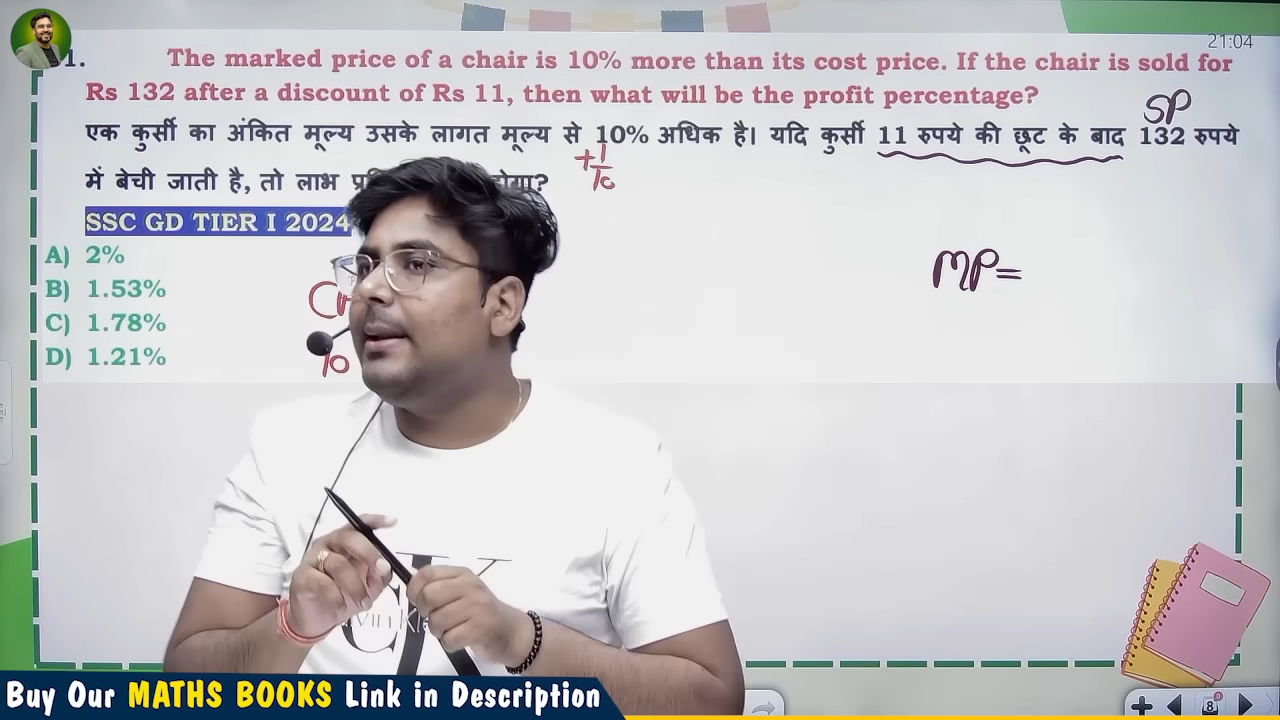 21:04
1. The marked price of a chair is 10% more than its cost price. If the chair is sold for
Rs 132 after a discount of Rs 11, then what will be the profit percentage?
SP
एक कुर्सी का अंकित मूल्य उसके लागत मूल्य से 10% अधिक है। यदि कुर्सी 11 रुपये की छूट के बाद 132 रुपये
+1/10
में बेची जाती है, तो लाभ
SSC GD TIER I 2024
A) 2%
B) 1.53%
C) 1.78%
D) 1.21%
MP=
10
Buy Our MATHS BOOKS Link in Description
8